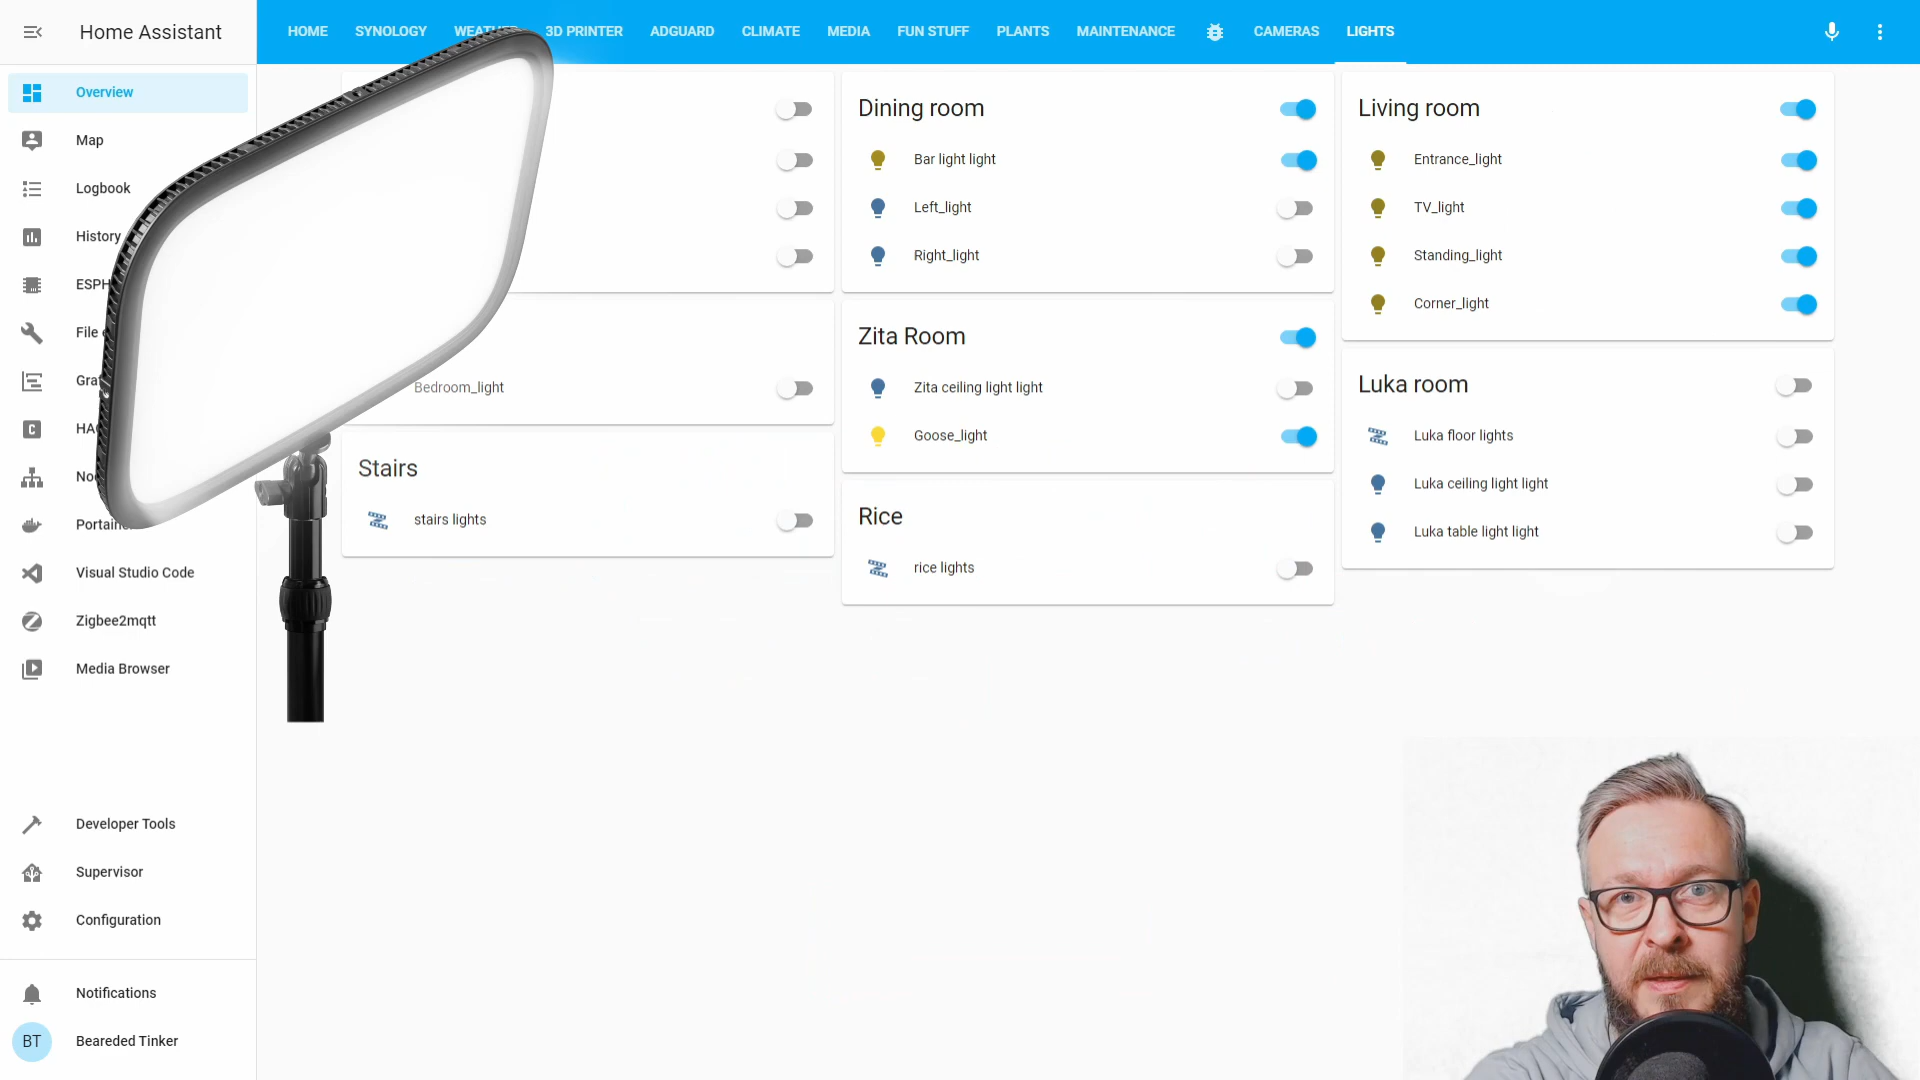 Home Assistant
HOME SYNOLOGY 3D PRINTER ADGUARD CLIMATE MEDIA FUN STUFF PLANTS MAINTENANCE CAMERAS LIGHTS
Overview
Map
Logbook
History
ESPH
File
HA
Visual Studio Code
Zigbee2mqtt
Media Browser
Developer Tools
Supervisor
Configuration
Notifications
BT Beareded Tinker
Bedroom_light
Stairs
stairs lights
Dining room
Bar light light
Left_light
Right_light
Zita Room
Zita ceiling light light
Goose_light
Rice
rice lights
Living room
Entrance_light
TV_light
Standing_light
Corner_light
Luka room
Luka floor lights
Luka ceiling light light
Luka table light light